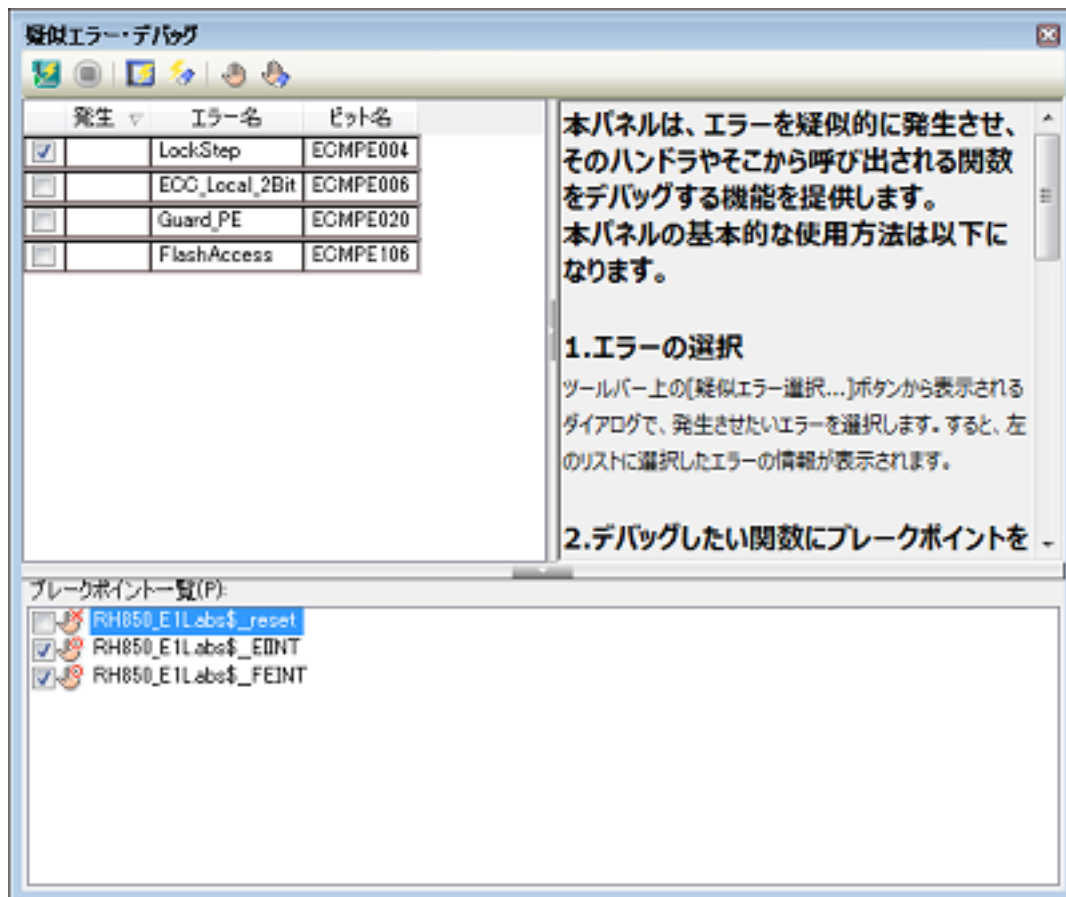 疑似エラー・デバッグ
発生 エラー名 ビット名
LockStep ECMPE004
ECC_Local_2Bit ECMPE006
Guard_PE ECMPE020
FlashAccess ECMPE106
本パネルは、エラーを疑似的に発生させ、
そのハンドラやそこから呼び出される関数
をデバッグする機能を提供します。
本パネルの基本的な使用方法は以下に
なります。
1.エラーの選択
ツールバー上の[疑似エラー選択...]ボタンから表示される
ダイアログで、発生させたいエラーを選択します。すると、左
のリストに選択したエラーの情報が表示されます。
2.デバッグしたい関数にブレークポイントを
ブレークポイント一覧(P):
RH850_E1L.abs$_reset
RH850_E1L.abs$_EIINT
RH850_E1L.abs$_FEINT